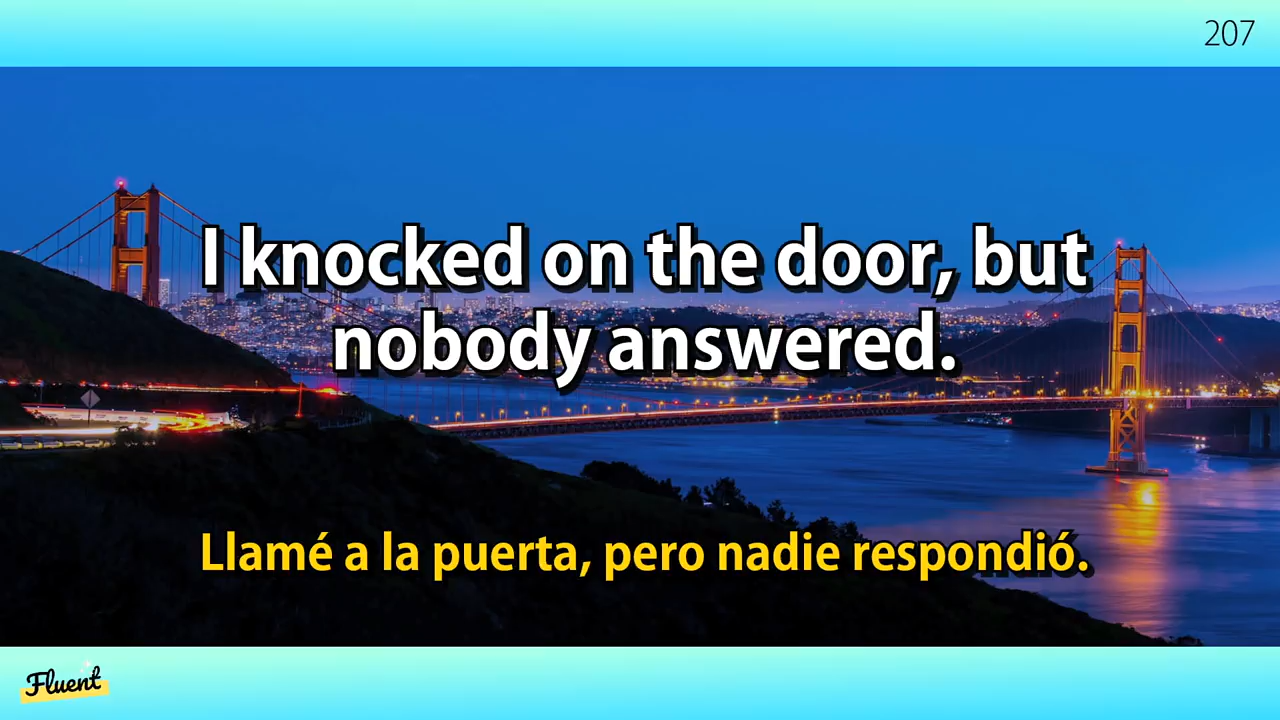 207
I knocked on the door, but
nobody answered.
Llamé a la puerta, pero nadie respondió.
Fluent